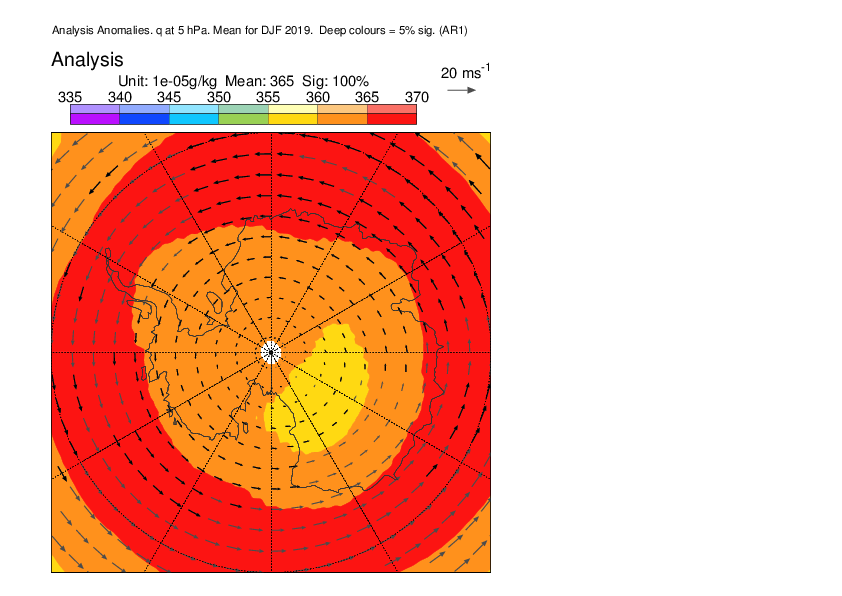 Analysis Anomalies. q at 5 hPa. Mean for DJF 2019.  Deep colours = 5% sig. (AR1)
Analysis
20 ms-1
Unit: 1e-05g/kg  Mean: 365  Sig: 100%
335 340 345 350 355 360 365 370